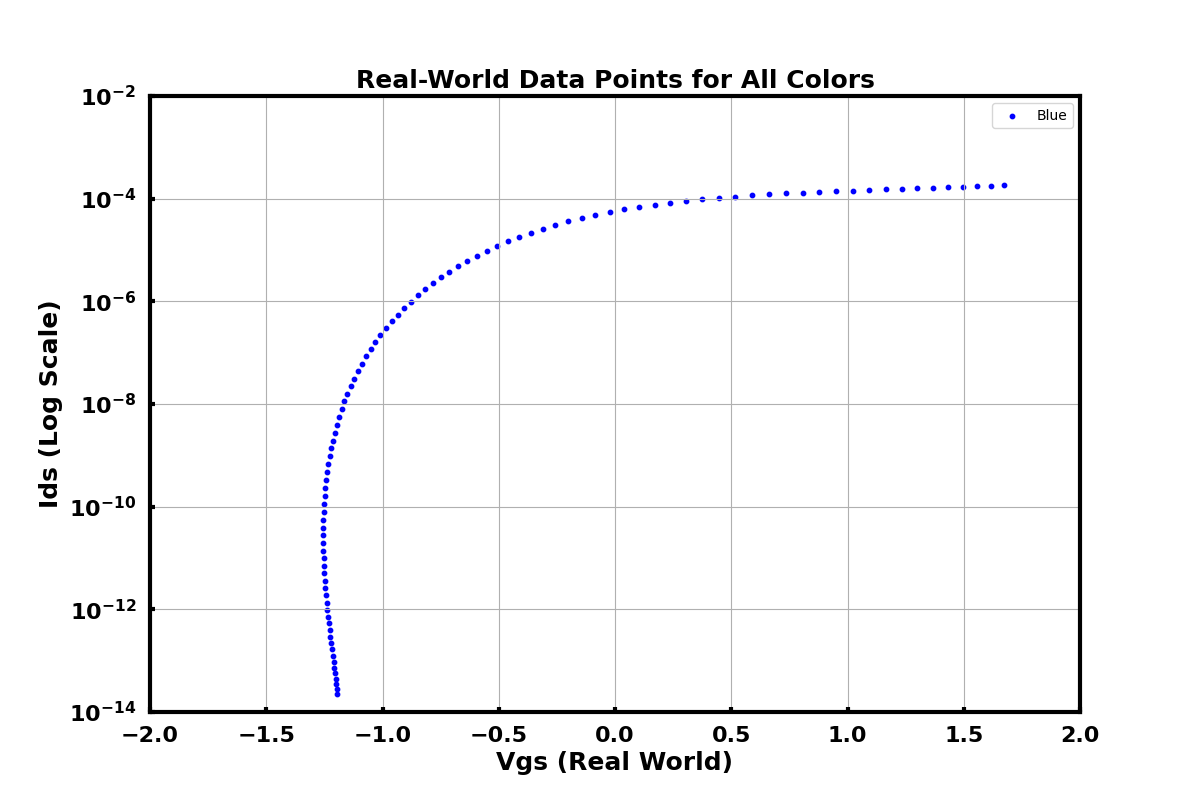 Real-World Data Points for All Colors
10⁻²
Blue
10⁻⁴
10⁻⁶
10⁻⁸
10⁻¹⁰
10⁻¹²
10⁻¹⁴
Ids (Log Scale)
−2.0 −1.5 −1.0 −0.5 0.0 0.5 1.0 1.5 2.0
Vgs (Real World)